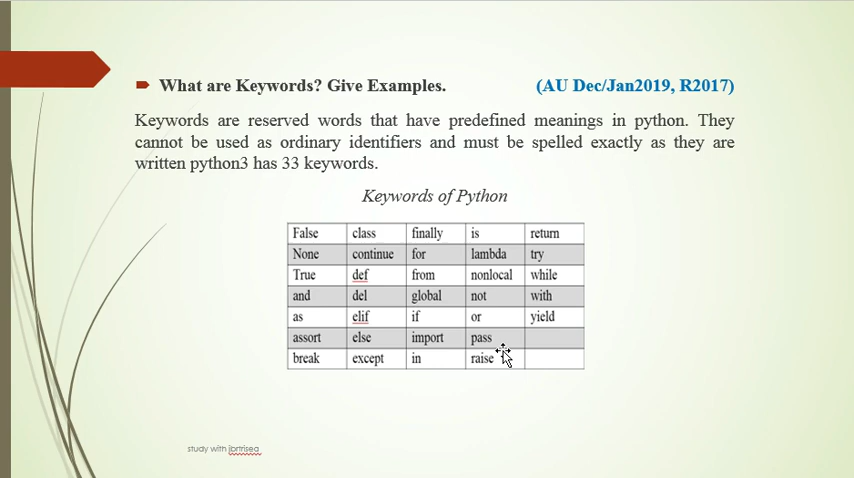 What are Keywords? Give Examples. (AU Dec/Jan2019, R2017)
Keywords are reserved words that have predefined meanings in python. They
cannot be used as ordinary identifiers and must be spelled exactly as they are
written python3 has 33 keywords.
Keywords of Python
False class finally is return
None continue for lambda try
True def from nonlocal while
and del global not with
as elif if or yield
assort else import pass
break except in raise
study with jbrtrisea